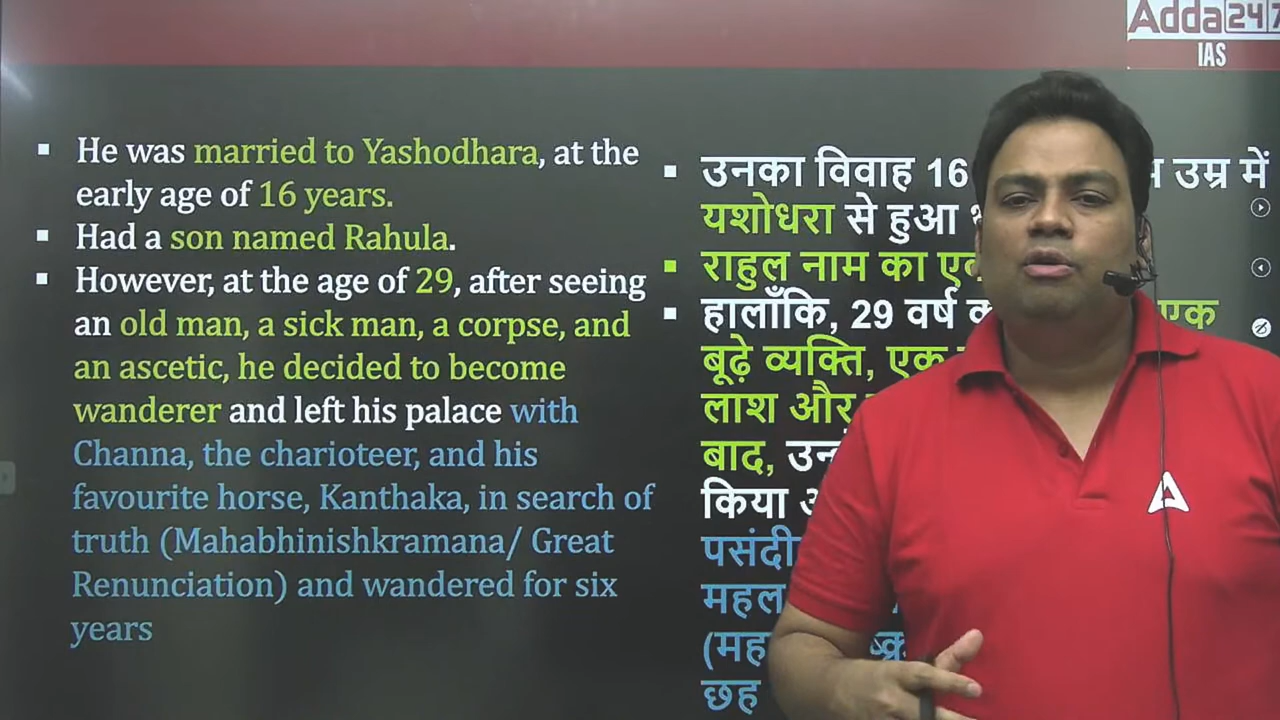 Adda247
IAS
He was married to Yashodhara, at the
early age of 16 years.
Had a son named Rahula.
However, at the age of 29, after seeing
an old man, a sick man, a corpse, and
an ascetic, he decided to become
wanderer and left his palace with
Channa, the charioteer, and his
favourite horse, Kanthaka, in search of
truth (Mahabhinishkramana/ Great
Renunciation) and wandered for six
years
उनका विवाह 16 उम्र में
यशोधरा से हुआ
राहुल नाम का
हालाँकि, 29 वर्ष एक
बूढ़े व्यक्ति, एक
लाश और
बाद,
किया
महल
छह